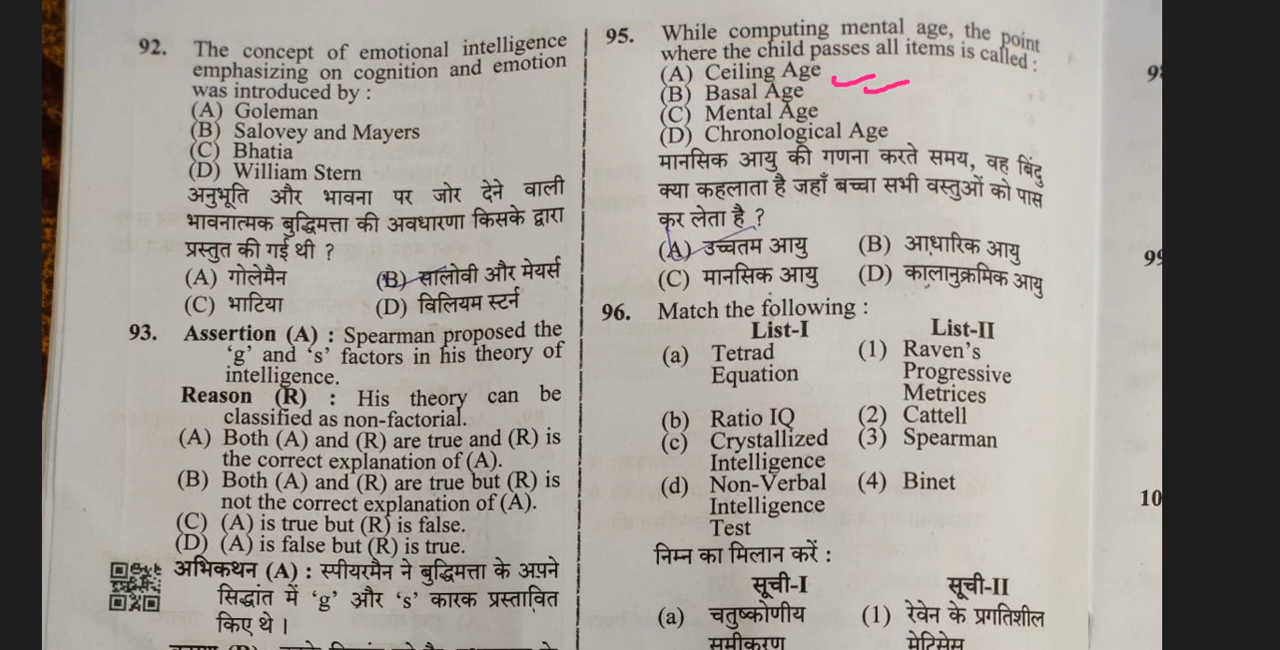 92. The concept of emotional intelligence
emphasizing on cognition and emotion
was introduced by :
(A) Goleman
(B) Salovey and Mayers
(C) Bhatia
(D) William Stern
अनुभूति और भावना पर जोर देने वाली
भावनात्मक बुद्धिमत्ता की अवधारणा किसके द्वारा
प्रस्तुत की गई थी ?
(A) गोलेमैन (B) सालोवी और मेयर्स
(C) भाटिया (D) विलियम स्टर्न
93. Assertion (A) : Spearman proposed the
‘g’ and ‘s’ factors in his theory of
intelligence.
Reason (R) : His theory can be
classified as non-factorial.
(A) Both (A) and (R) are true and (R) is
the correct explanation of (A).
(B) Both (A) and (R) are true but (R) is
not the correct explanation of (A).
(C) (A) is true but (R) is false.
(D) (A) is false but (R) is true.
अभिकथन (A) : स्पीयरमैन ने बुद्धिमत्ता के अपने
सिद्धांत में ‘g’ और ‘s’ कारक प्रस्तावित
किए थे ।
95. While computing mental age, the point
where the child passes all items is called :
(A) Ceiling Age
(B) Basal Age
(C) Mental Age
(D) Chronological Age
मानसिक आयु की गणना करते समय, वह बिंदु
क्या कहलाता है जहाँ बच्चा सभी वस्तुओं को पास
कर लेता है ?
(A) उच्चतम आयु (B) आधारिक आयु
(C) मानसिक आयु (D) कालानुक्रमिक आयु
96. Match the following :
List-I List-II
(a) Tetrad (1) Raven’s
Equation Progressive
Metrices
(b) Ratio IQ (2) Cattell
(c) Crystallized (3) Spearman
Intelligence
(d) Non-Verbal (4) Binet
Intelligence
Test
निम्न का मिलान करें :
सूची-I सूची-II
(a) चतुष्कोणीय (1) रेवेन के प्रगतिशील
समीकरण मेट्रिसेस
99
10